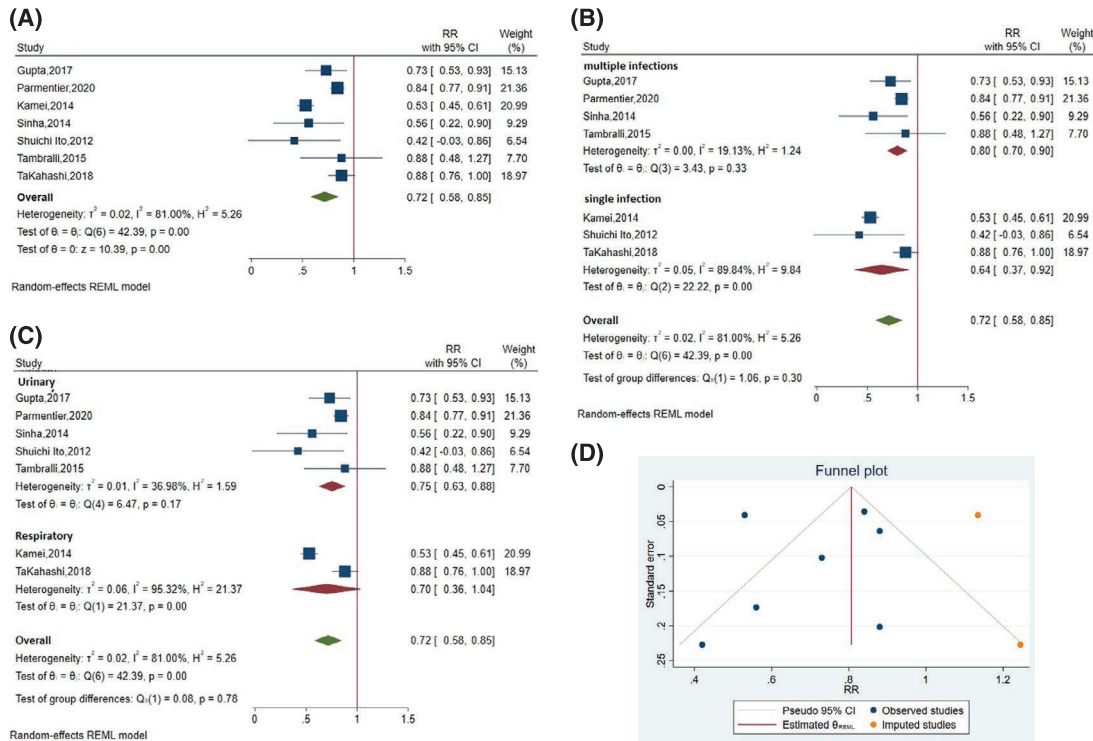 (A)
RR Weight
Study with 95% CI (%)
Gupta,2017 0.73 [ 0.53, 0.93] 15.13
Parmentier,2020 0.84 [ 0.77, 0.91] 21.36
Kamei,2014 0.53 [ 0.45, 0.61] 20.99
Sinha,2014 0.56 [ 0.22, 0.90] 9.29
Shuichi Ito,2012 0.42 [ -0.03, 0.86] 6.54
Tambralli,2015 0.88 [ 0.48, 1.27] 7.70
TaKahashi,2018 0.88 [ 0.76, 1.00] 18.97
Overall 0.72 [ 0.58, 0.85]
Heterogeneity: τ² = 0.02, I² = 81.00%, H² = 5.26
Test of θᵢ = θⱼ: Q(6) = 42.39, p = 0.00
Test of θ = 0: z = 10.39, p = 0.00
0 .5 1 1.5
Random-effects REML model
(B)
RR Weight
Study with 95% CI (%)
multiple infections
Gupta,2017 0.73 [ 0.53, 0.93] 15.13
Parmentier,2020 0.84 [ 0.77, 0.91] 21.36
Sinha,2014 0.56 [ 0.22, 0.90] 9.29
Tambralli,2015 0.88 [ 0.48, 1.27] 7.70
Heterogeneity: τ² = 0.00, I² = 19.13%, H² = 1.24 0.80 [ 0.70, 0.90]
Test of θᵢ = θⱼ: Q(3) = 3.43, p = 0.33
single infection
Kamei,2014 0.53 [ 0.45, 0.61] 20.99
Shuichi Ito,2012 0.42 [ -0.03, 0.86] 6.54
TaKahashi,2018 0.88 [ 0.76, 1.00] 18.97
Heterogeneity: τ² = 0.05, I² = 89.84%, H² = 9.84 0.64 [ 0.37, 0.92]
Test of θᵢ = θⱼ: Q(2) = 22.22, p = 0.00
Overall 0.72 [ 0.58, 0.85]
Heterogeneity: τ² = 0.02, I² = 81.00%, H² = 5.26
Test of θᵢ = θⱼ: Q(6) = 42.39, p = 0.00
Test of group differences: Qb(1) = 1.06, p = 0.30
0 .5 1 1.5
Random-effects REML model
(C)
RR Weight
Study with 95% CI (%)
Urinary
Gupta,2017 0.73 [ 0.53, 0.93] 15.13
Parmentier,2020 0.84 [ 0.77, 0.91] 21.36
Sinha,2014 0.56 [ 0.22, 0.90] 9.29
Shuichi Ito,2012 0.42 [ -0.03, 0.86] 6.54
Tambralli,2015 0.88 [ 0.48, 1.27] 7.70
Heterogeneity: τ² = 0.01, I² = 36.98%, H² = 1.59 0.75 [ 0.63, 0.88]
Test of θᵢ = θⱼ: Q(4) = 6.47, p = 0.17
Respiratory
Kamei,2014 0.53 [ 0.45, 0.61] 20.99
TaKahashi,2018 0.88 [ 0.76, 1.00] 18.97
Heterogeneity: τ² = 0.06, I² = 95.32%, H² = 21.37 0.70 [ 0.36, 1.04]
Test of θᵢ = θⱼ: Q(1) = 21.37, p = 0.00
Overall 0.72 [ 0.58, 0.85]
Heterogeneity: τ² = 0.02, I² = 81.00%, H² = 5.26
Test of θᵢ = θⱼ: Q(6) = 42.39, p = 0.00
Test of group differences: Qb(1) = 0.08, p = 0.78
0 .5 1 1.5
Random-effects REML model
(D)
Funnel plot
Standard error
0
.05
.1
.15
.2
.25
.4 .6 .8 1 1.2
RR
Pseudo 95% CI Observed studies
Estimated θREML Imputed studies